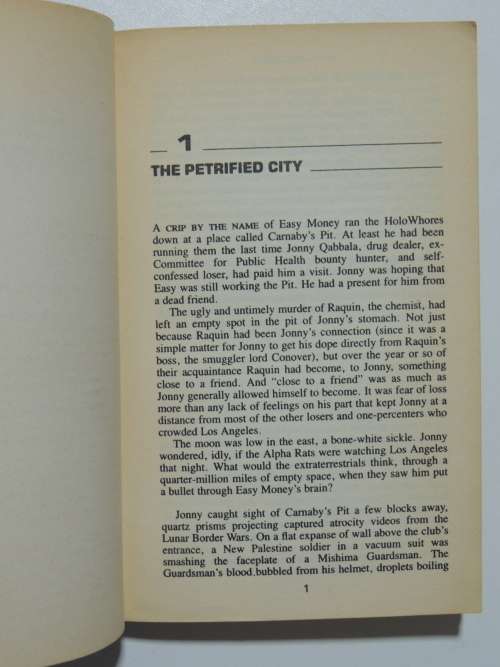 1
THE PETRIFIED CITY
A CRIP BY THE NAME of Easy Money ran the HoloWhores
down at a place called Carnaby's Pit. At least he had been
running them the last time Jonny Qabbala, drug dealer, ex-
Committee for Public Health bounty hunter, and self-
confessed loser, had paid him a visit. Jonny was hoping that
Easy was still working the Pit. He had a present for him from
a dead friend.
The ugly and untimely murder of Raquin, the chemist, had
left an empty spot in the pit of Jonny's stomach. Not just
because Raquin had been Jonny's connection (since it was a
simple matter for Jonny to get his dope directly from Raquin's
boss, the smuggler lord Conover), but over the year or so of
their acquaintance Raquin had become, to Jonny, something
close to a friend. And "close to a friend" was as much as
Jonny generally allowed himself to become. It was fear of loss
more than any lack of feelings on his part that kept Jonny at a
distance from most of the other losers and one-percenters who
crowded Los Angeles.
The moon was low in the east, a bone-white sickle. Jonny
wondered, idly, if the Alpha Rats were watching Los Angeles
that night. What would the extraterrestrials think, through a
quarter-million miles of empty space, when they saw him put
a bullet through Easy Money's brain?
Jonny caught sight of Carnaby's Pit a few blocks away,
quartz prisms projecting captured atrocity videos from the
Lunar Border Wars. On a flat expanse of wall above the club's
entrance, a New Palestine soldier in a vacuum suit was
smashing the faceplate of a Mishima Guardsman. The
Guardsman's blood bubbled from his helmet, droplets boiling
1